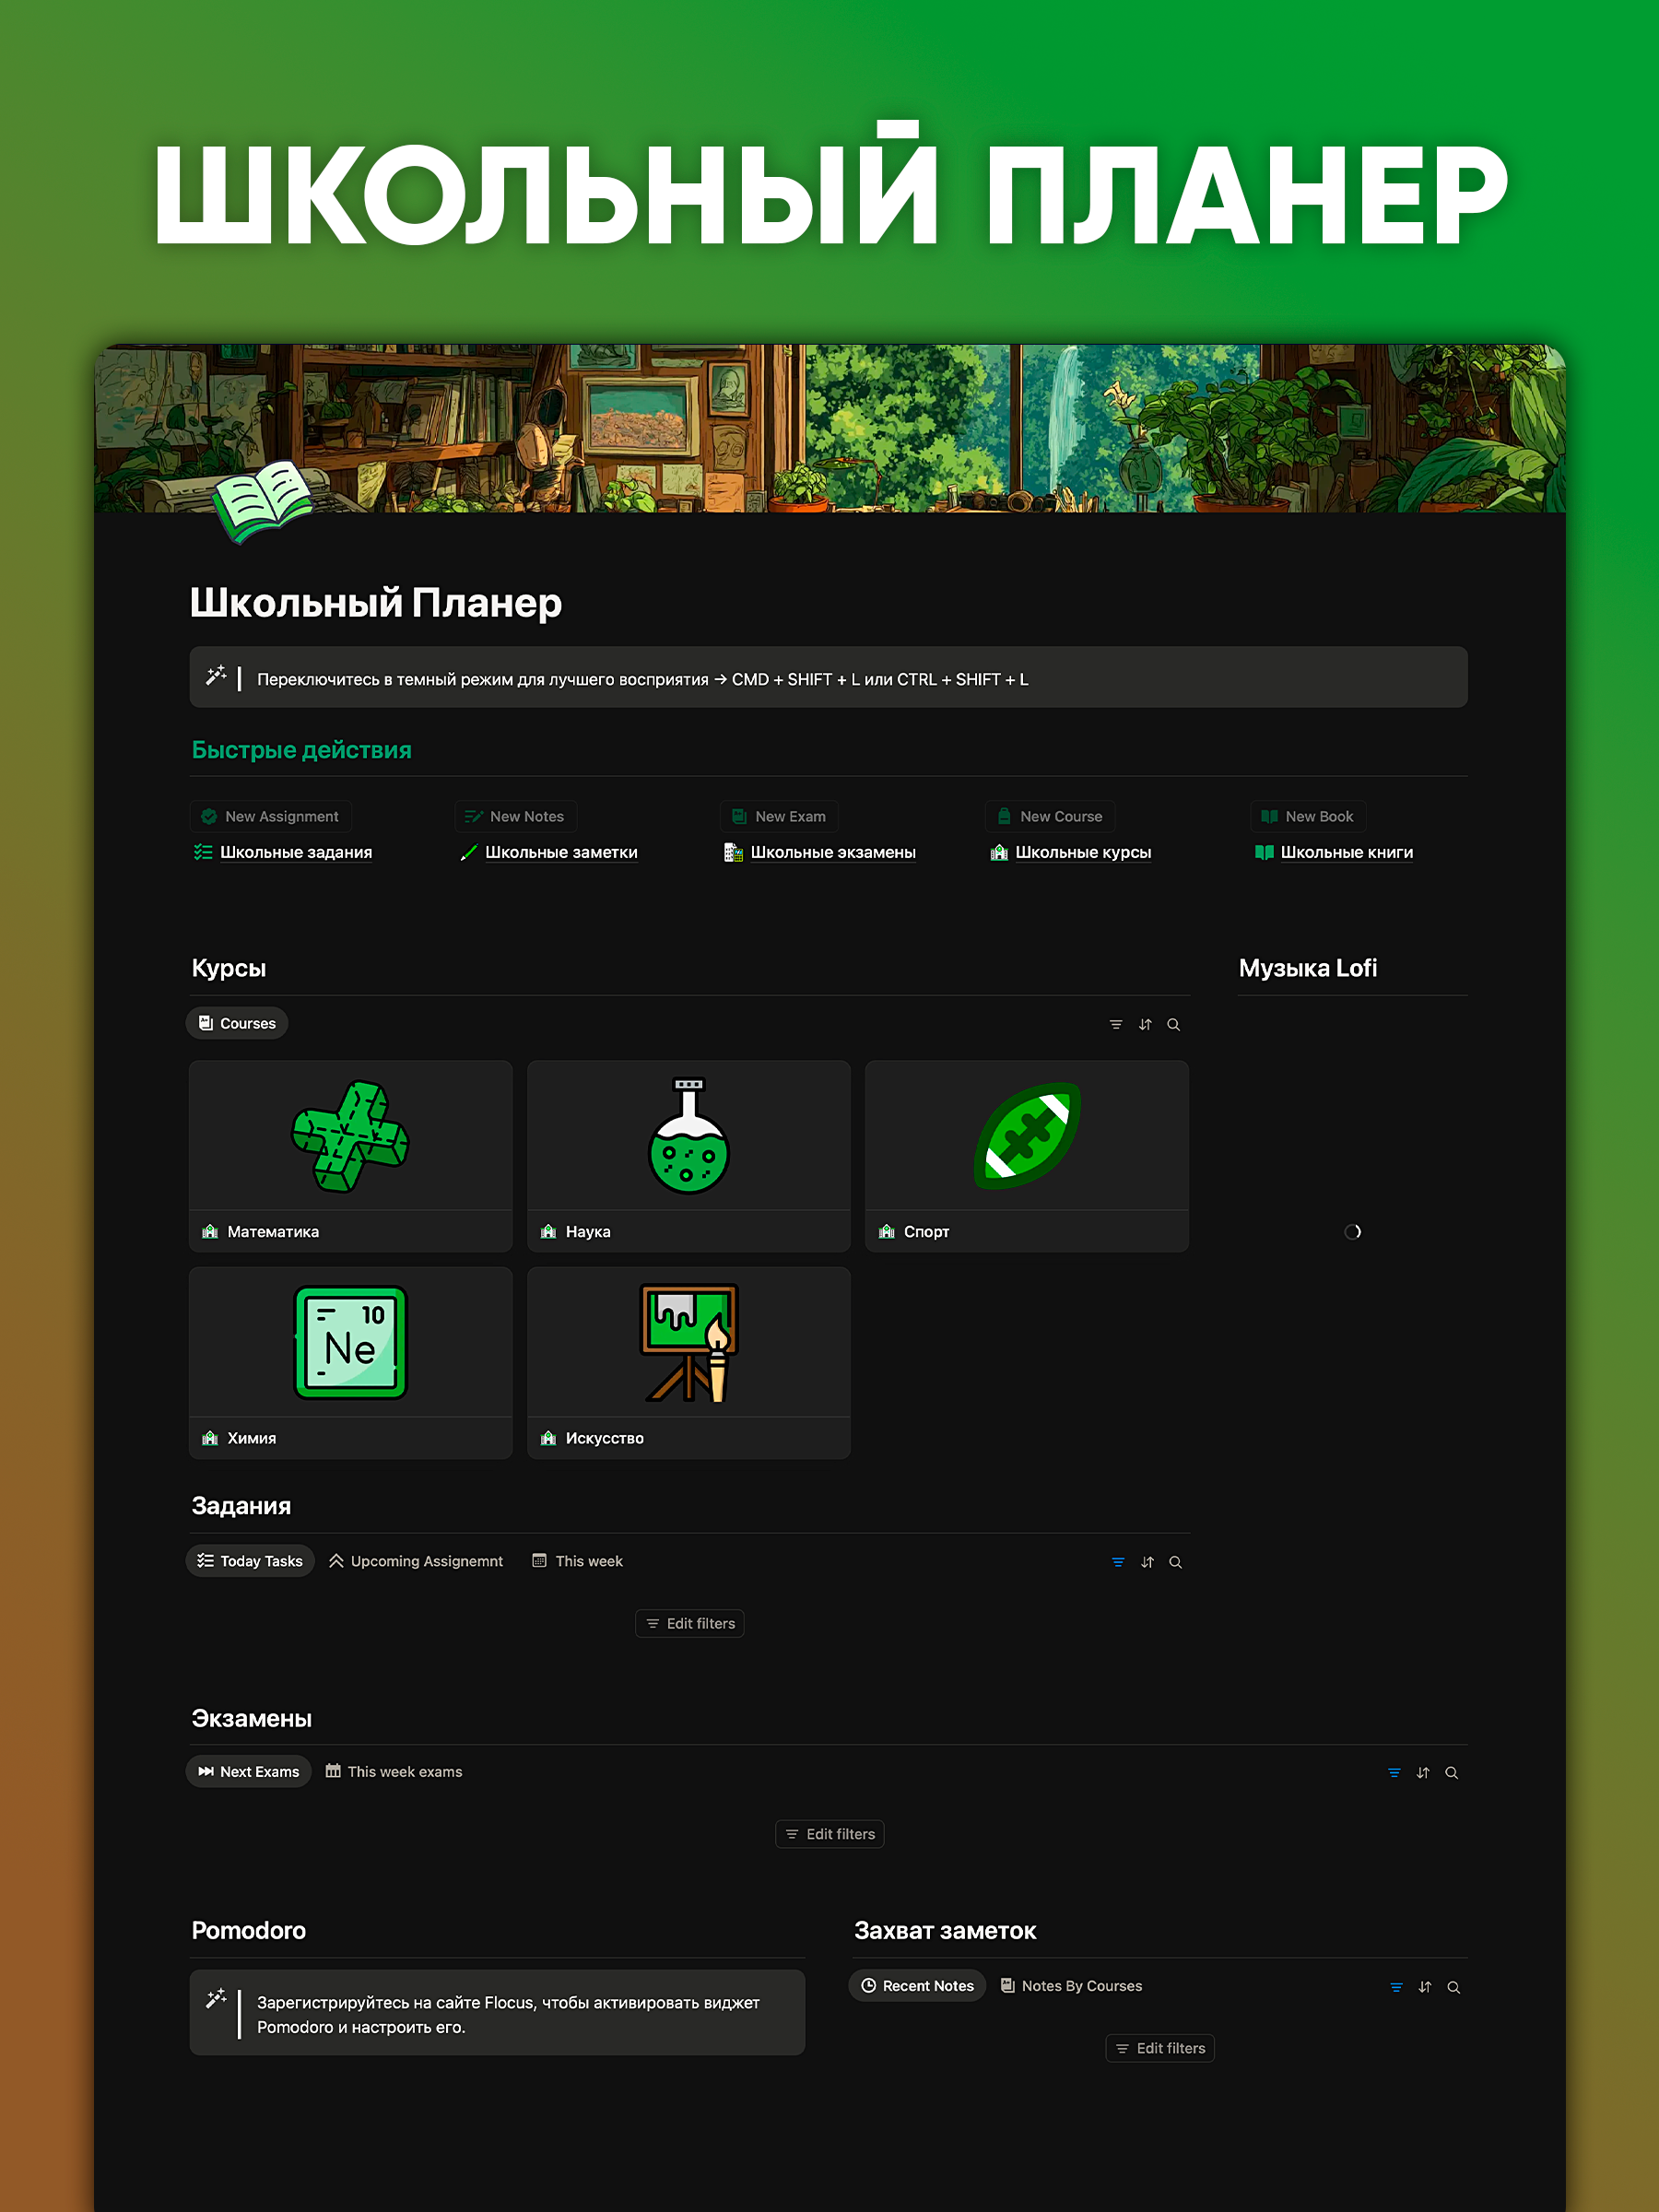 ШКОЛЬНЫЙ ПЛАНЕР
Школьный Планер
Переключитесь в темный режим для лучшего восприятия → CMD + SHIFT + L или CTRL + SHIFT + L
Быстрые действия
New Assignment
New Notes
New Exam
New Course
New Book
Школьные задания
Школьные заметки
Школьные экзамены
Школьные курсы
Школьные книги
Курсы
Музыка Lofi
Courses
Математика
Наука
Спорт
10
Ne
Химия
Искусство
Задания
Today Tasks
Upcoming Assignemnt
This week
Edit filters
Экзамены
Next Exams
This week exams
Edit filters
Pomodoro
Захват заметок
Зарегистрируйтесь на сайте Flocus, чтобы активировать виджет
Pomodoro и настроить его.
Recent Notes
Notes By Courses
Edit filters